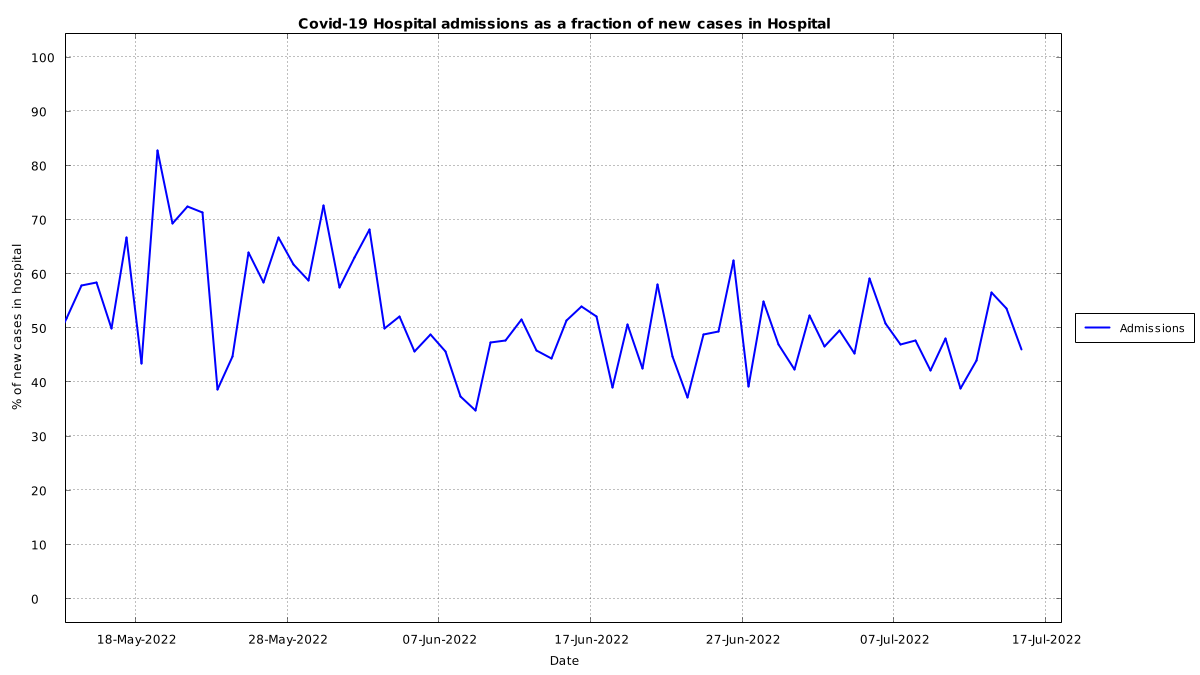 Covid-19 Hospital admissions as a fraction of new cases in Hospital
% of new cases in hospital
100
90
80
70
60
50
40
30
20
10
0
Admissions
18-May-2022 28-May-2022 07-Jun-2022 17-Jun-2022 27-Jun-2022 07-Jul-2022 17-Jul-2022
Date